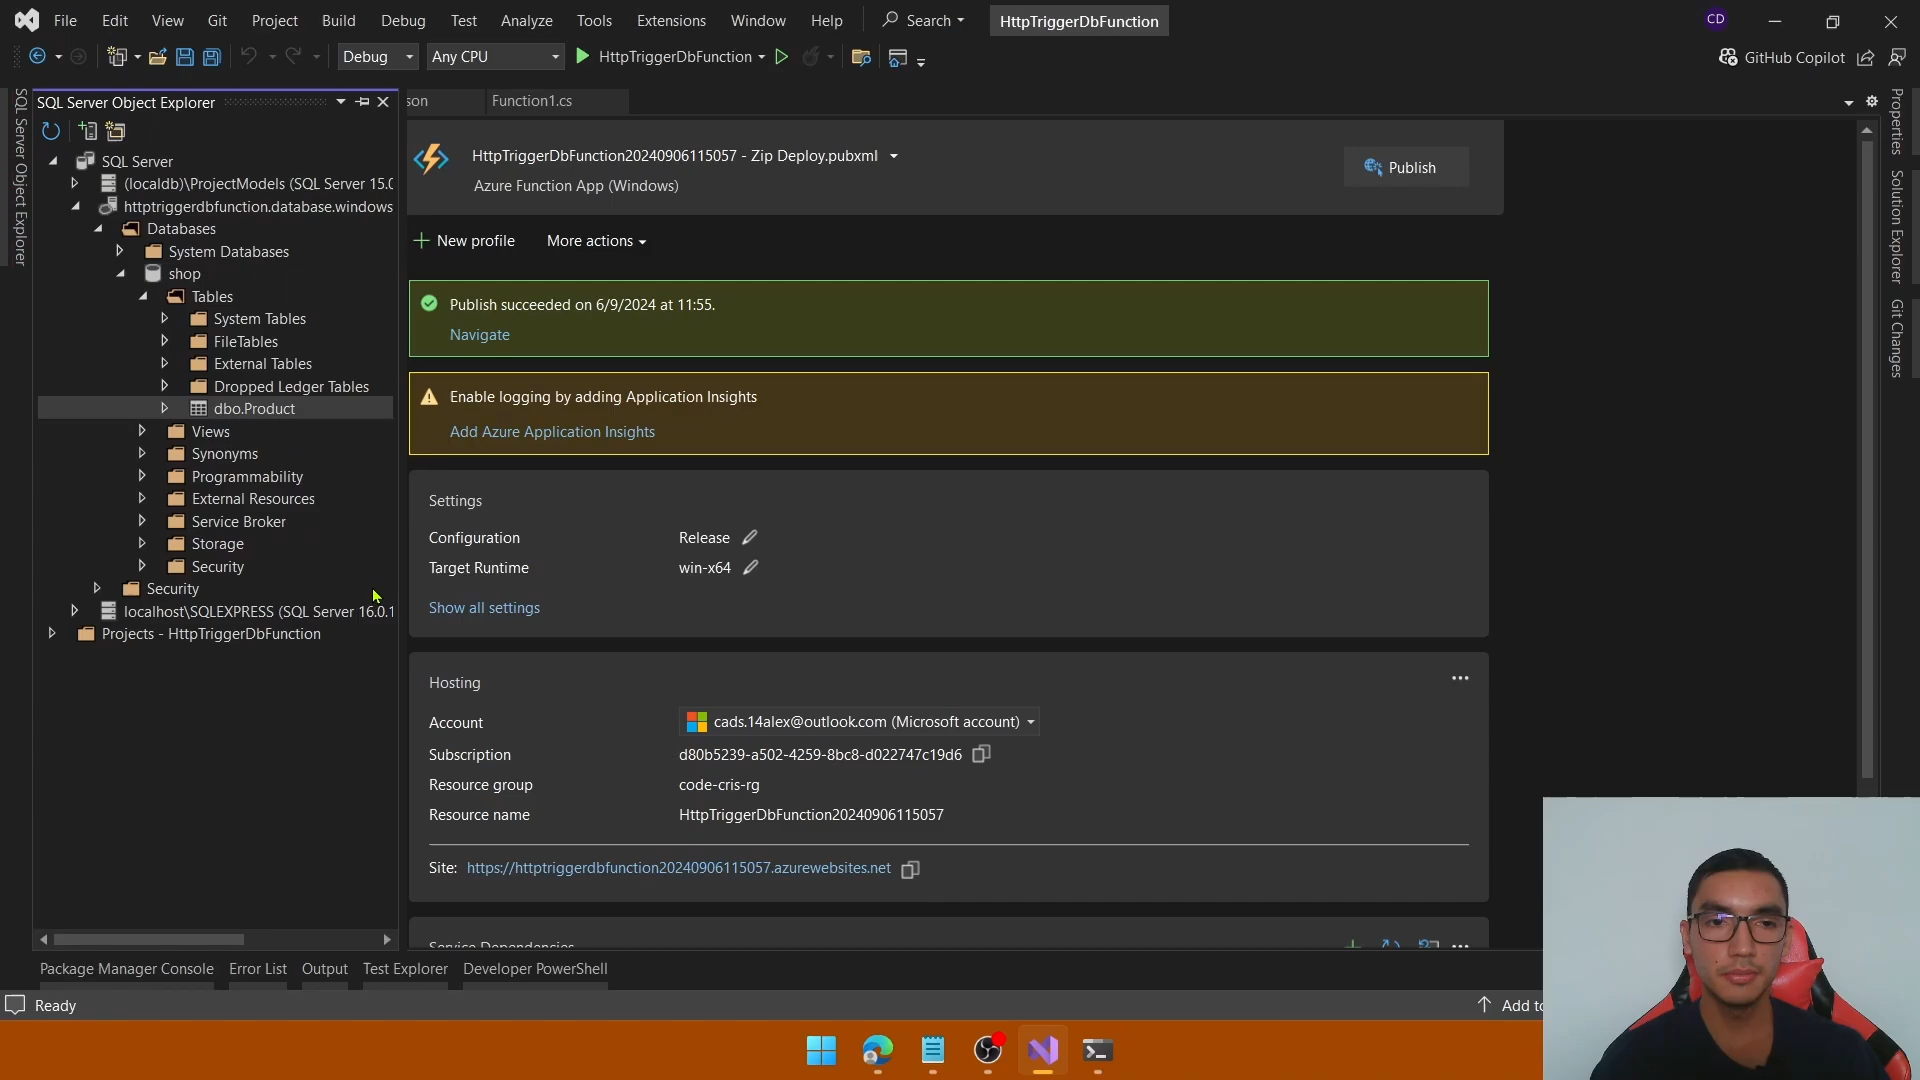 File Edit View Git Project Build Debug Test Analyze Tools Extensions Window Help Search HttpTriggerDbFunction CD
Debug Any CPU HttpTriggerDbFunction GitHub Copilot
SQL Server Object Explorer
SQL Server Object Explorer
son Function1.cs
SQL Server
(localdb)\ProjectModels (SQL Server 15.0
httptriggerdbfunction.database.windows
Databases
System Databases
shop
Tables
System Tables
FileTables
External Tables
Dropped Ledger Tables
dbo.Product
Views
Synonyms
Programmability
External Resources
Service Broker
Storage
Security
Security
localhost\SQLEXPRESS (SQL Server 16.0.1
Projects - HttpTriggerDbFunction
HttpTriggerDbFunction20240906115057 - Zip Deploy.pubxml
Azure Function App (Windows)
Publish
New profile More actions
Publish succeeded on 6/9/2024 at 11:55.
Navigate
Enable logging by adding Application Insights
Add Azure Application Insights
Settings
Configuration Release
Target Runtime win-x64
Show all settings
Hosting
Account cads.14alex@outlook.com (Microsoft account)
Subscription d80b5239-a502-4259-8bc8-d022747c19d6
Resource group code-cris-rg
Resource name HttpTriggerDbFunction20240906115057
Site: https://httptriggerdbfunction20240906115057.azurewebsites.net
Service Dependencies
Properties
Solution Explorer
Git Changes
Package Manager Console Error List Output Test Explorer Developer PowerShell
Ready Add to